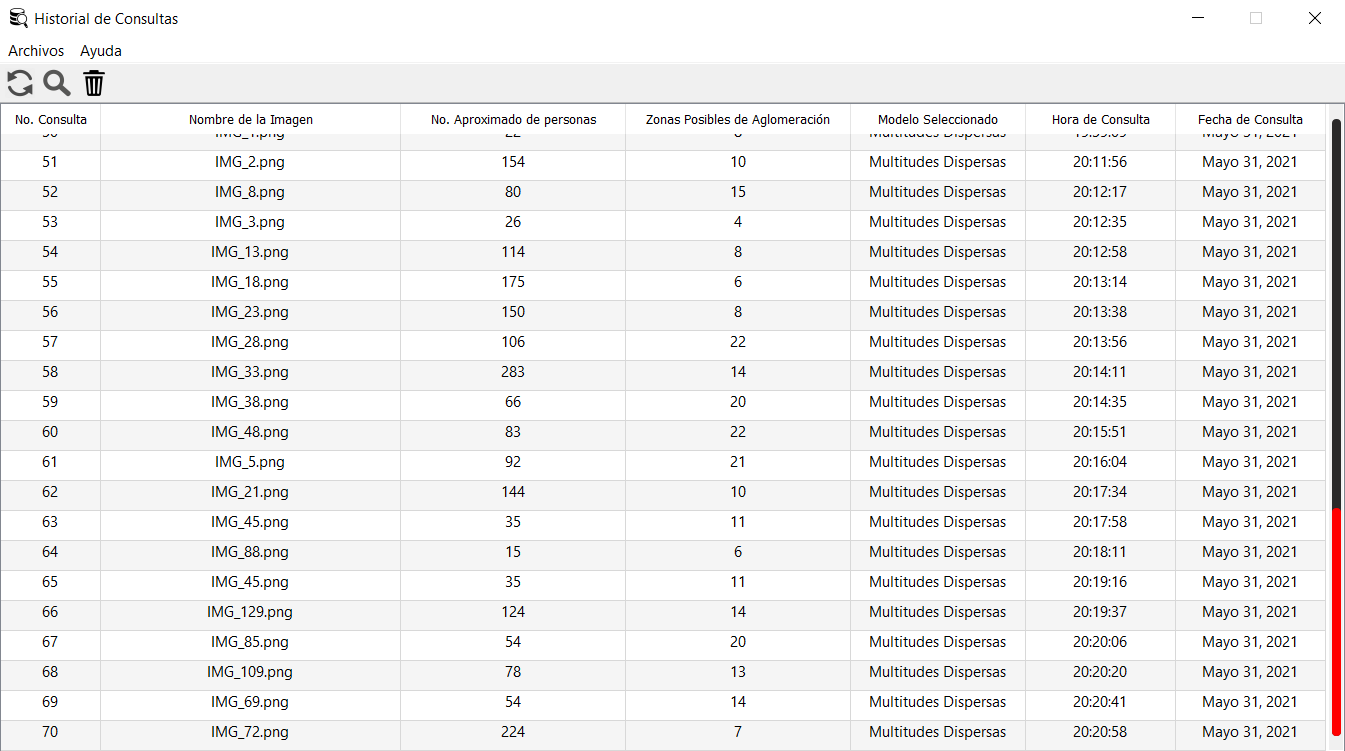 Historial de Consultas
Archivos Ayuda
No. Consulta Nombre de la Imagen No. Aproximado de personas Zonas Posibles de Aglomeración Modelo Seleccionado Hora de Consulta Fecha de Consulta
51 IMG_2.png 154 10 Multitudes Dispersas 20:11:56 Mayo 31, 2021
52 IMG_8.png 80 15 Multitudes Dispersas 20:12:17 Mayo 31, 2021
53 IMG_3.png 26 4 Multitudes Dispersas 20:12:35 Mayo 31, 2021
54 IMG_13.png 114 8 Multitudes Dispersas 20:12:58 Mayo 31, 2021
55 IMG_18.png 175 6 Multitudes Dispersas 20:13:14 Mayo 31, 2021
56 IMG_23.png 150 8 Multitudes Dispersas 20:13:38 Mayo 31, 2021
57 IMG_28.png 106 22 Multitudes Dispersas 20:13:56 Mayo 31, 2021
58 IMG_33.png 283 14 Multitudes Dispersas 20:14:11 Mayo 31, 2021
59 IMG_38.png 66 20 Multitudes Dispersas 20:14:35 Mayo 31, 2021
60 IMG_48.png 83 22 Multitudes Dispersas 20:15:51 Mayo 31, 2021
61 IMG_5.png 92 21 Multitudes Dispersas 20:16:04 Mayo 31, 2021
62 IMG_21.png 144 10 Multitudes Dispersas 20:17:34 Mayo 31, 2021
63 IMG_45.png 35 11 Multitudes Dispersas 20:17:58 Mayo 31, 2021
64 IMG_88.png 15 6 Multitudes Dispersas 20:18:11 Mayo 31, 2021
65 IMG_45.png 35 11 Multitudes Dispersas 20:19:16 Mayo 31, 2021
66 IMG_129.png 124 14 Multitudes Dispersas 20:19:37 Mayo 31, 2021
67 IMG_85.png 54 20 Multitudes Dispersas 20:20:06 Mayo 31, 2021
68 IMG_109.png 78 13 Multitudes Dispersas 20:20:20 Mayo 31, 2021
69 IMG_69.png 54 14 Multitudes Dispersas 20:20:41 Mayo 31, 2021
70 IMG_72.png 224 7 Multitudes Dispersas 20:20:58 Mayo 31, 2021